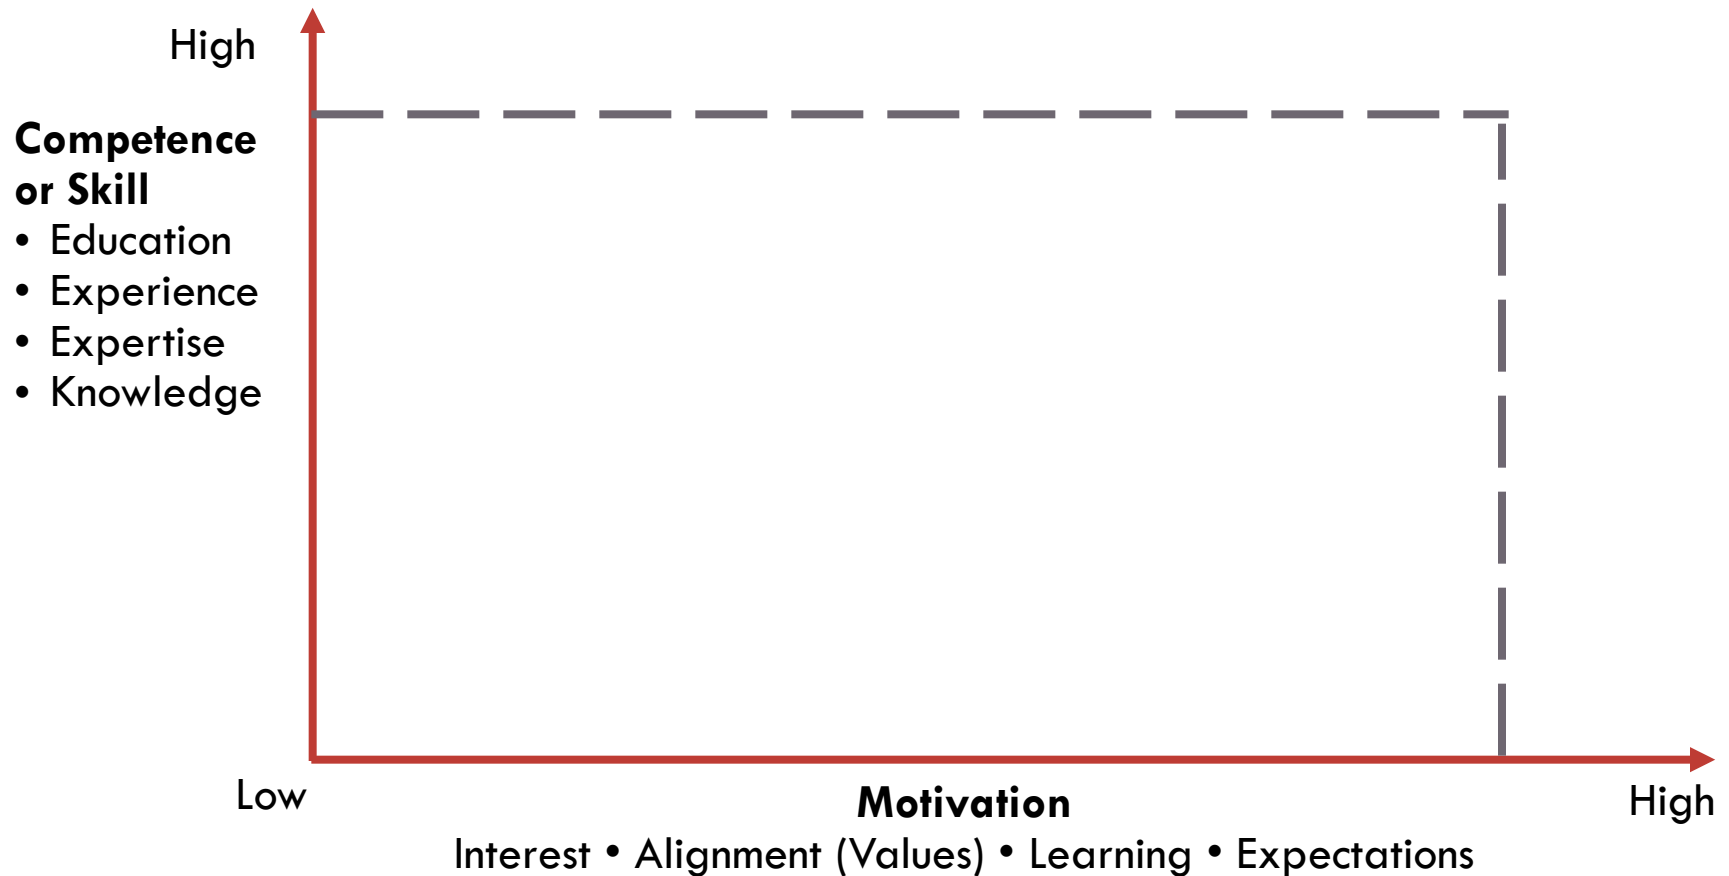 High
Competence
or Skill
• Education
• Experience
• Expertise
• Knowledge
Low
Motivation
High
Interest • Alignment (Values) • Learning • Expectations